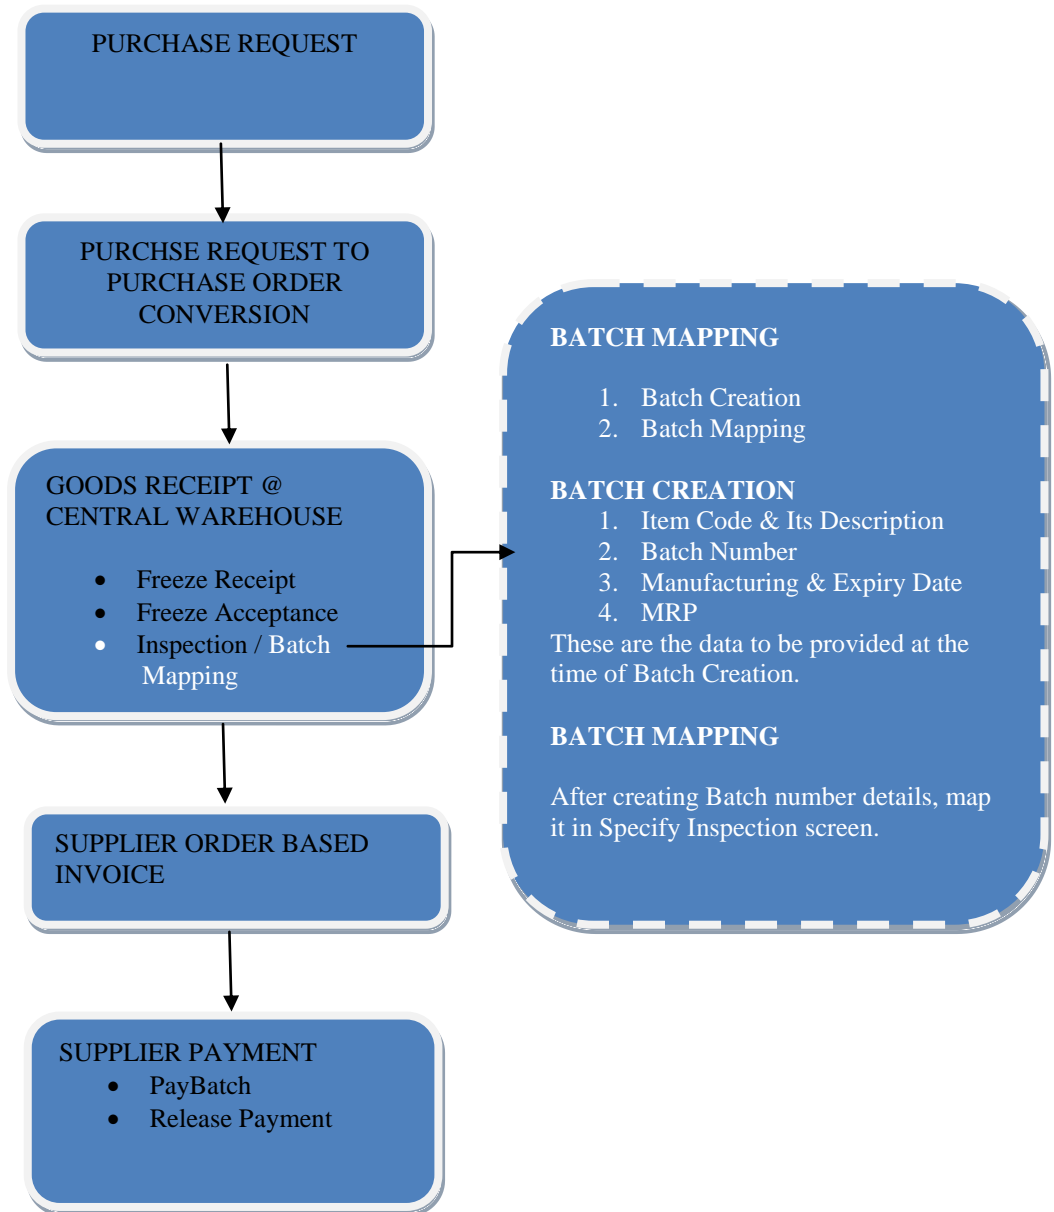 PURCHASE REQUEST
PURCHSE REQUEST TO
PURCHASE ORDER
CONVERSION
GOODS RECEIPT @
CENTRAL WAREHOUSE
• Freeze Receipt
• Freeze Acceptance
• Inspection / Batch
Mapping
BATCH MAPPING
1. Batch Creation
2. Batch Mapping
BATCH CREATION
1. Item Code & Its Description
2. Batch Number
3. Manufacturing & Expiry Date
4. MRP
These are the data to be provided at the
time of Batch Creation.
BATCH MAPPING
After creating Batch number details, map
it in Specify Inspection screen.
SUPPLIER ORDER BASED
INVOICE
SUPPLIER PAYMENT
• PayBatch
• Release Payment